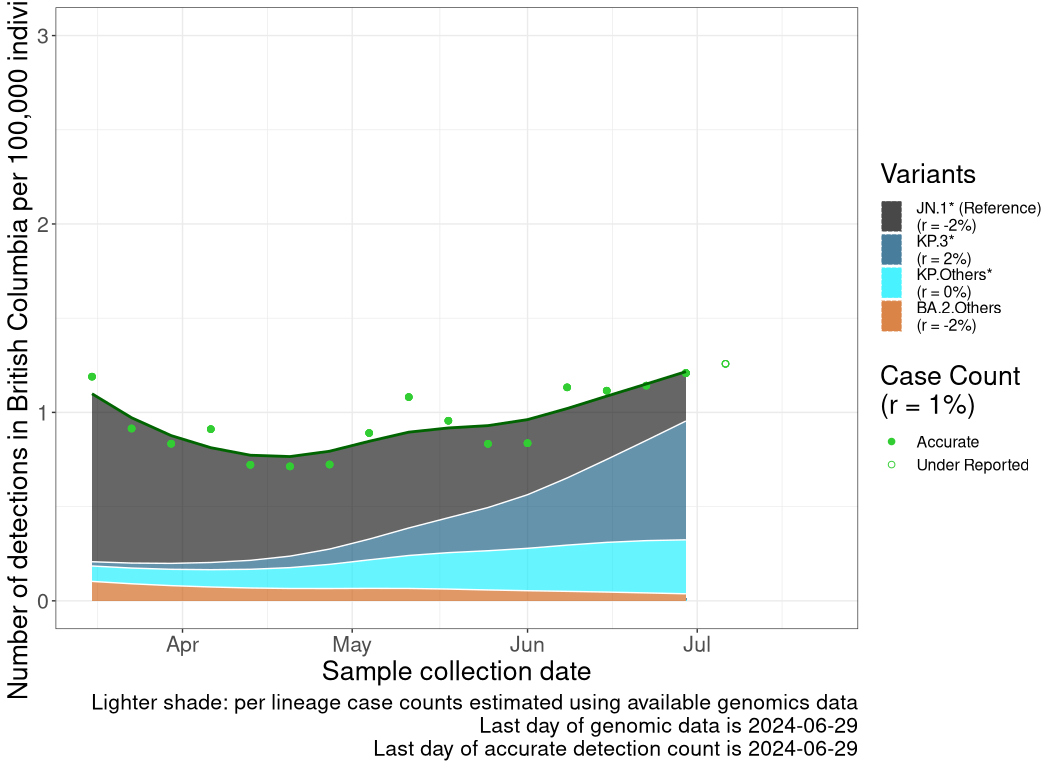 Number of detections in British Columbia per 100,000
3
2
1
0
Apr
May
Jun
Jul
Sample collection date
Lighter shade: per lineage case counts estimated using available genomics data
Last day of genomic data is 2024-06-29
Last day of accurate detection count is 2024-06-29
Variants
JN.1* (Reference)
(r = -2%)
KP.3*
(r = 2%)
KP.Others*
(r = 0%)
BA.2.Others
(r = -2%)
Case Count
(r = 1%)
Accurate
Under Reported